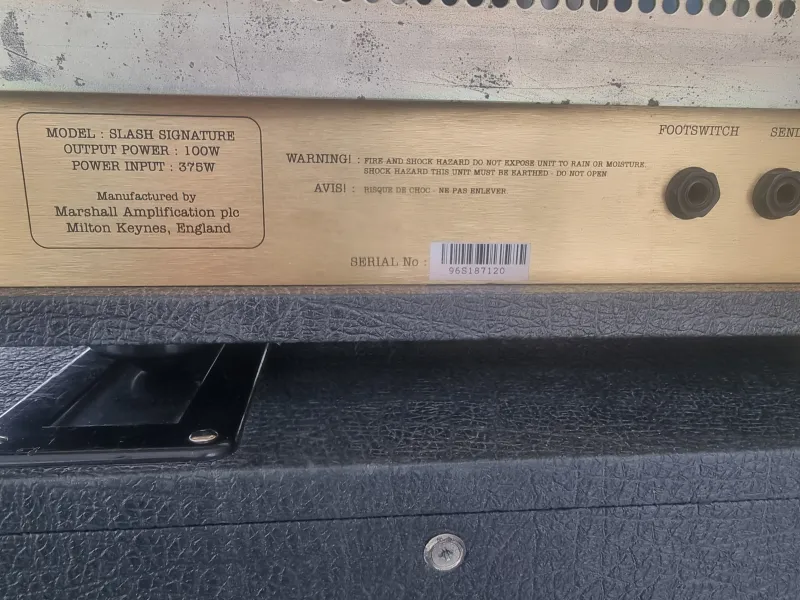 MODEL : SLASH SIGNATURE
OUTPUT POWER : 100W
POWER INPUT : 375W
Manufactured by
Marshall Amplification plc
Milton Keynes, England
WARNING! : FIRE AND SHOCK HAZARD DO NOT EXPOSE UNIT TO RAIN OR MOISTURE.
SHOCK HAZARD THIS UNIT MUST BE EARTHED - DO NOT OPEN
AVIS! : RISQUE DE CHOC - NE PAS ENLEVER
SERIAL No :
96S187120
FOOTSWITCH
SEND